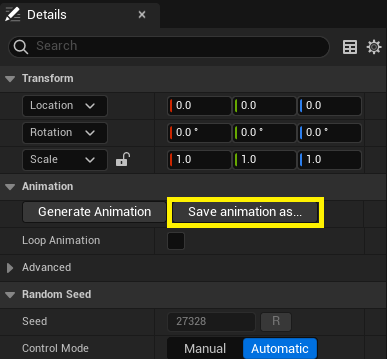 Details
Search
Transform
Location 0.0 0.0 0.0
Rotation 0.0 ° 0.0 ° 0.0 °
Scale 1.0 1.0 1.0
Animation
Generate Animation Save animation as...
Loop Animation
Advanced
Random Seed
Seed 27328 R
Control Mode Manual Automatic